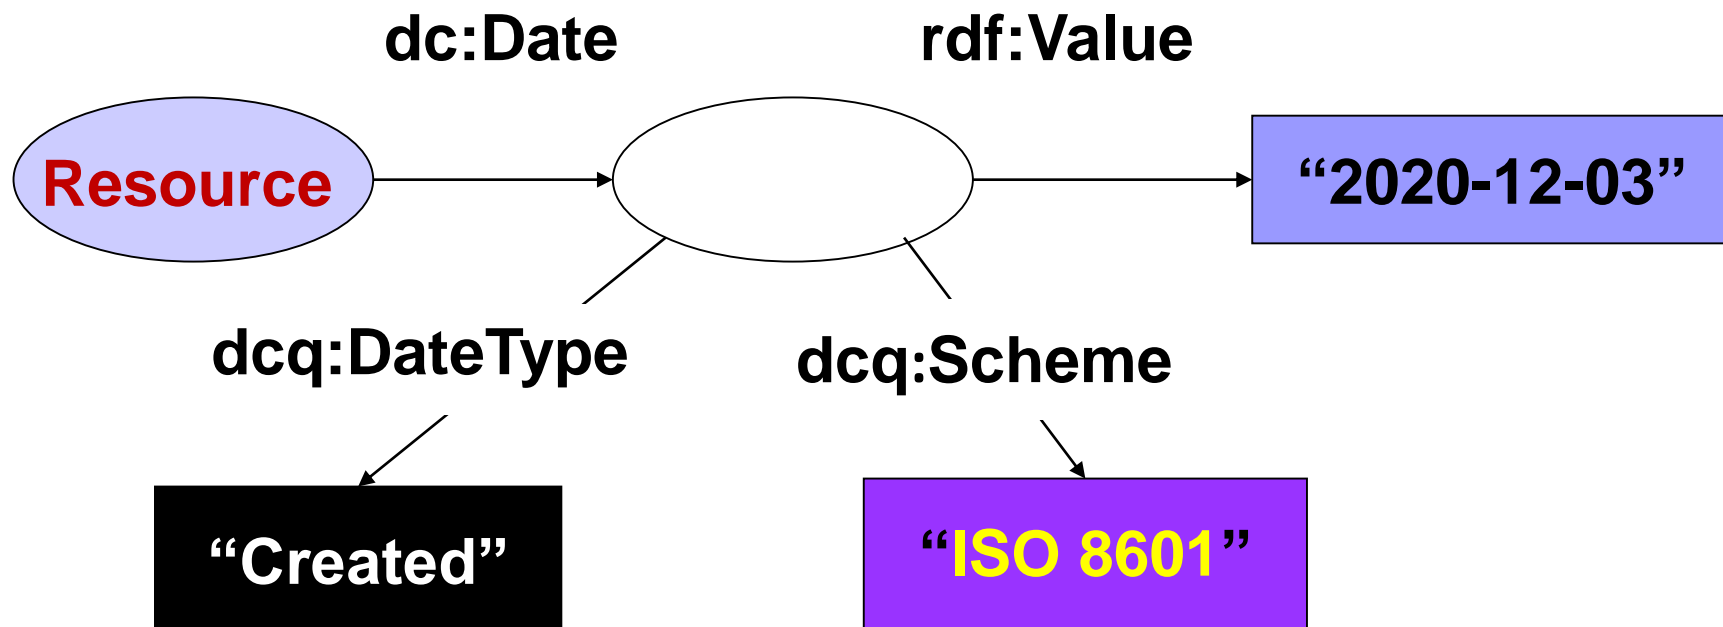 dc:Date
rdf:Value
Resource
“2020-12-03”
dcq:DateType
dcq:Scheme
“Created”
“ISO 8601”